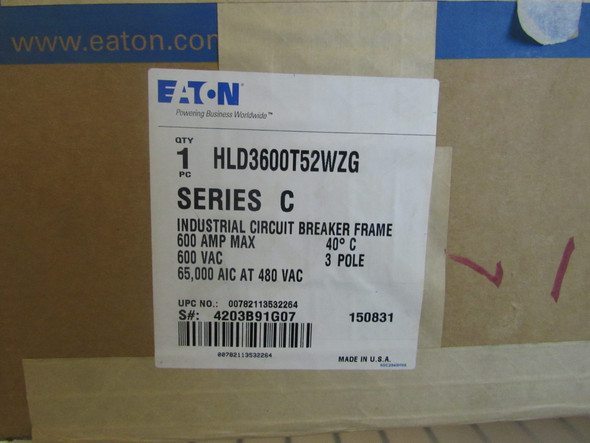 www.eaton.com
EATON
Powering Business Worldwide™
QTY
1 HLD3600T52WZG
PC
SERIES C
INDUSTRIAL CIRCUIT BREAKER FRAME
600 AMP MAX 40° C
600 VAC 3 POLE
65,000 AIC AT 480 VAC
UPC NO.: 00782113532264
S#: 4203B91G07 150831
00782113532264
MADE IN U.S.A.